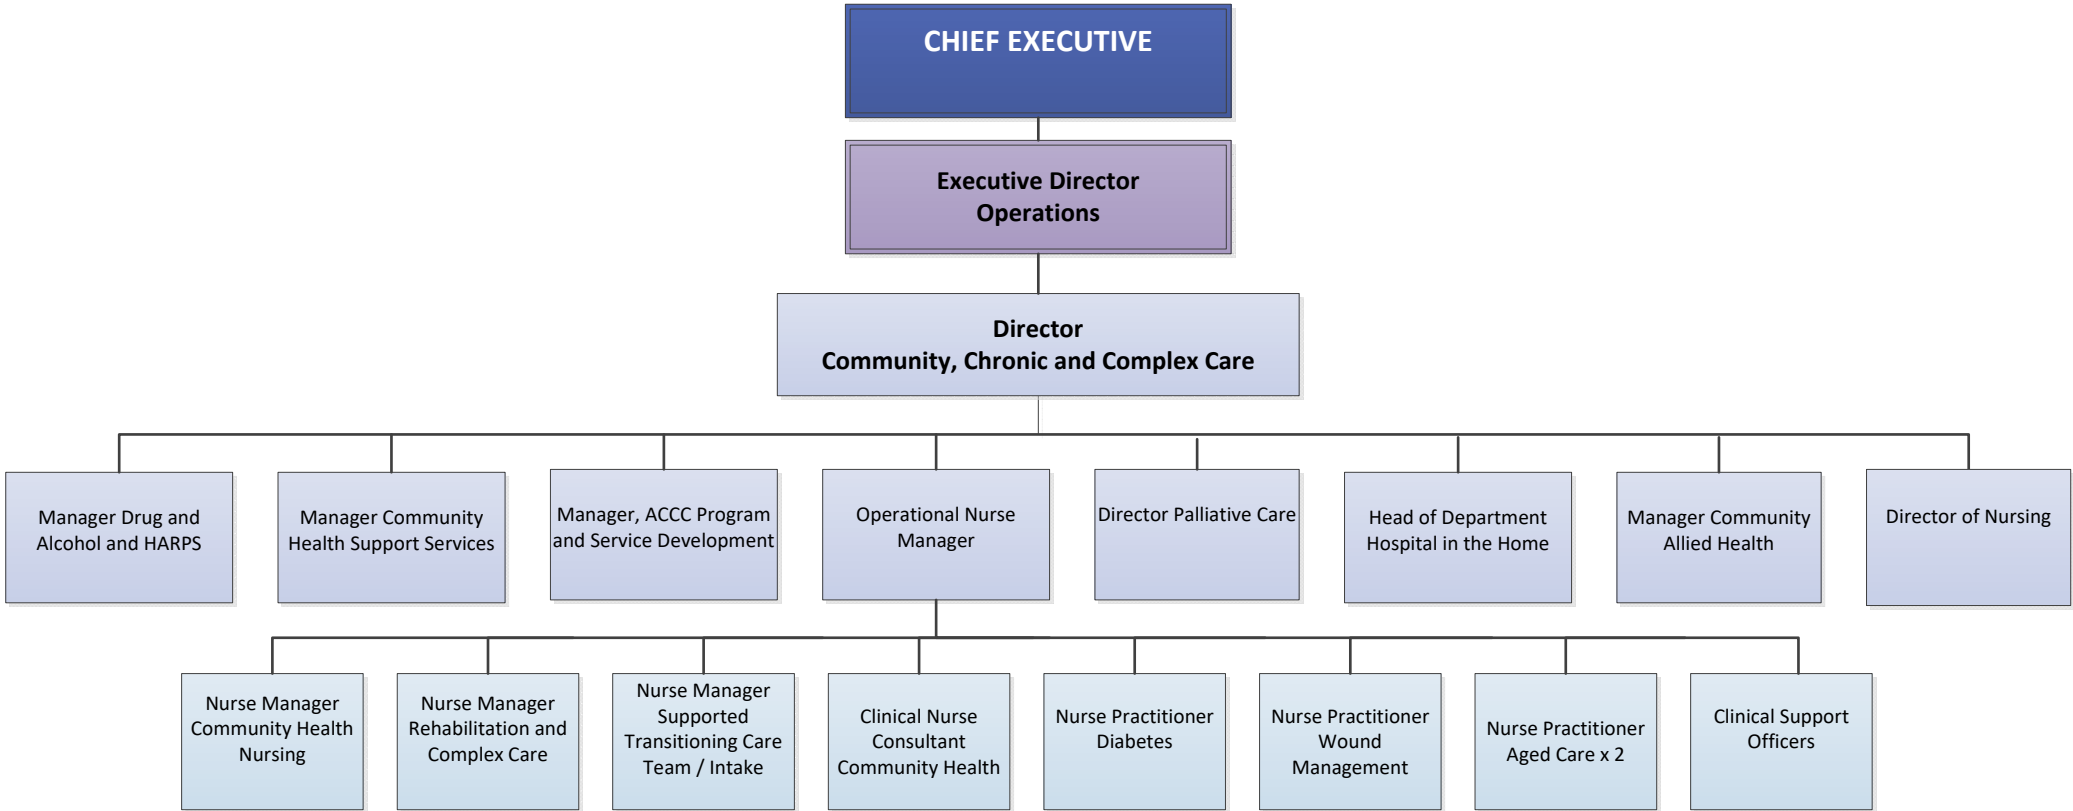 CHIEF EXECUTIVE
Executive Director
Operations
Director
Community, Chronic and Complex Care
Manager Drug and
Alcohol and HARPS
Manager Community
Health Support Services
Manager, ACCC Program
and Service Development
Operational Nurse
Manager
Director Palliative Care
Head of Department
Hospital in the Home
Manager Community
Allied Health
Director of Nursing
Nurse Manager
Community Health
Nursing
Nurse Manager
Rehabilitation and
Complex Care
Nurse Manager
Supported
Transitioning Care
Team / Intake
Clinical Nurse
Consultant
Community Health
Nurse Practitioner
Diabetes
Nurse Practitioner
Wound
Management
Nurse Practitioner
Aged Care x 2
Clinical Support
Officers